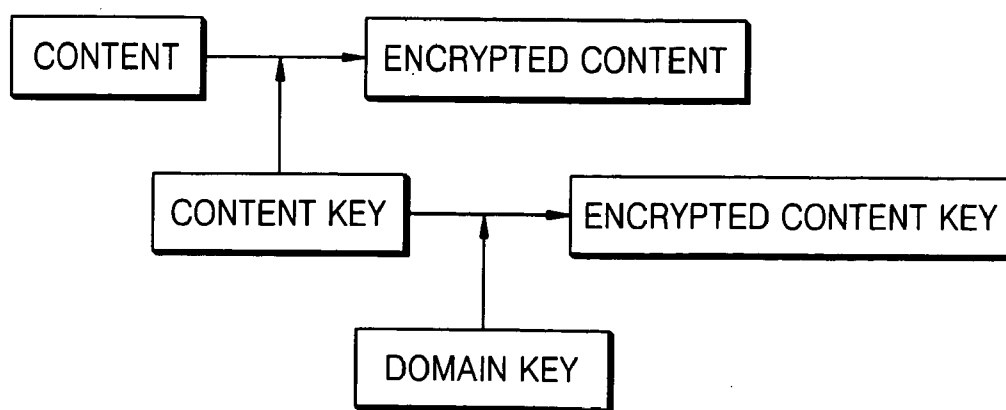 CONTENT
ENCRYPTED CONTENT
CONTENT KEY
ENCRYPTED CONTENT KEY
DOMAIN KEY